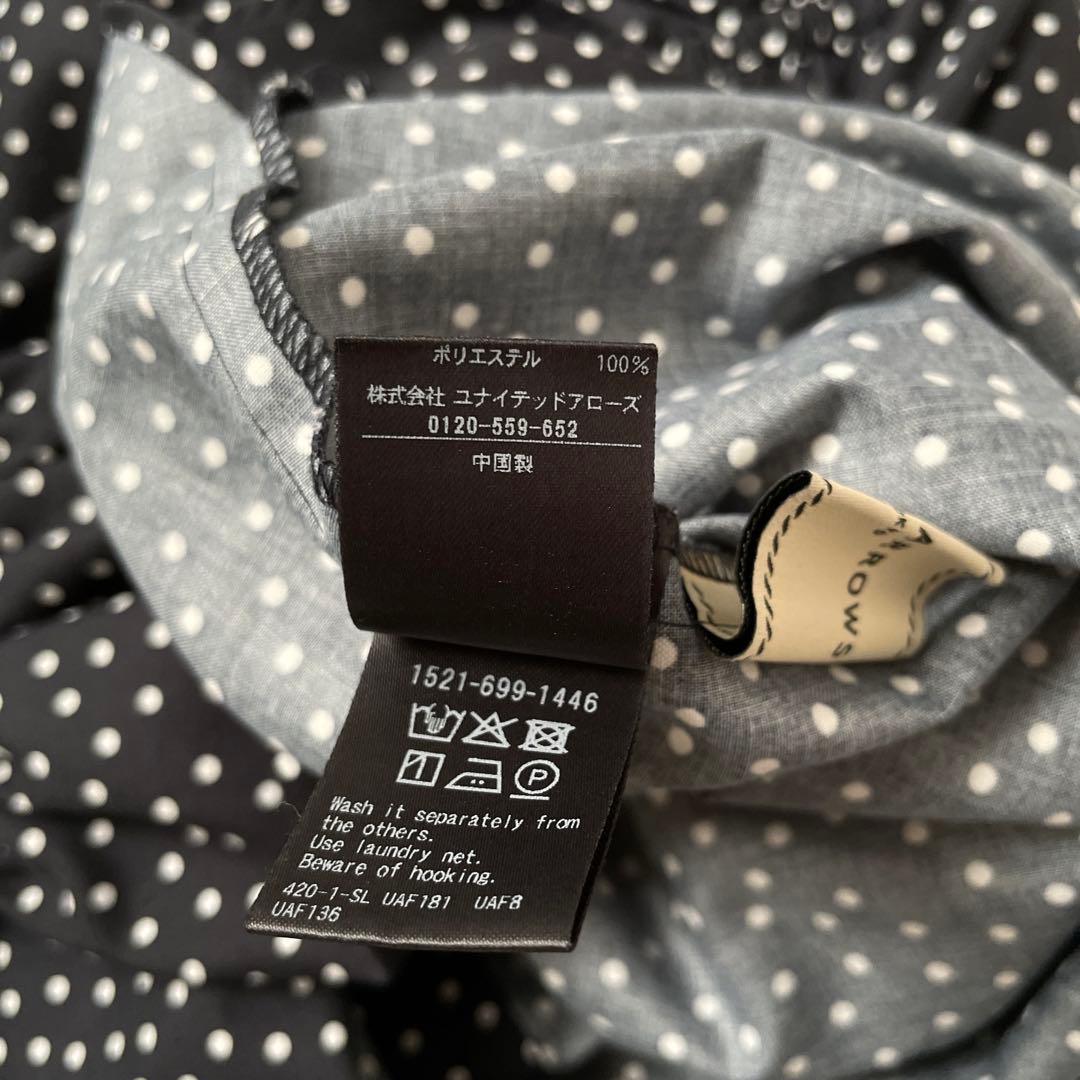 ポリエステル 100%
株式会社 ユナイテッドアローズ
0120-559-652
中国製
ARROWS
1521-699-1446
P
Wash it separately from
the others.
Use laundry net.
Beware of hooking.
420-1-SL UAF181 UAF8
UAF136